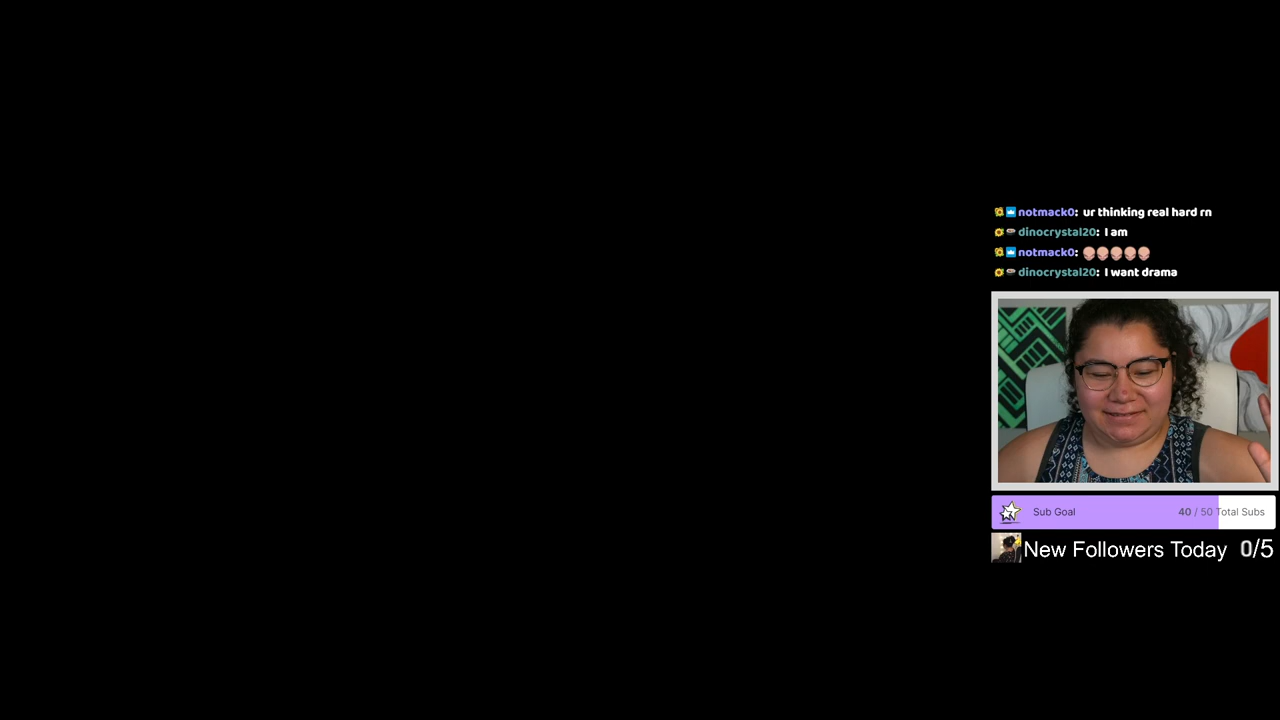 notmack0: ur thinking real hard rn
dinocrystal20: I am
notmack0:
dinocrystal20: I want drama
Sub Goal 40 / 50 Total Subs
New Followers Today 0/5